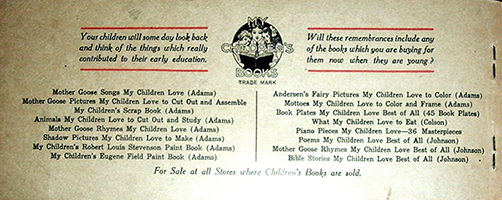 Your children will some day look back
and think of the things which really
contributed to their early education.
MY
CHILDREN'S
BOOKS
TRADE MARK
Will these remembrances include any
of the books which you are buying for
them now when they are young?
Mother Goose Songs My Children Love (Adams)
Mother Goose Pictures My Children Love to Cut Out and Assemble
My Children's Scrap Book (Adams)
Animals My Children Love to Cut Out and Study (Adams)
Mother Goose Rhymes My Children Love (Adams)
Shadow Pictures My Children Love to Make (Adams)
My Children's Robert Louis Stevenson Paint Book (Adams)
My Children's Eugene Field Paint Book (Adams)
Andersen's Fairy Pictures My Children Love to Color (Adams)
Mottoes My Children Love to Color and Frame (Adams)
Book Plates My Children Love Best of All (45 Book Plates)
What My Children Love to Eat (Colson)
Piano Pieces My Children Love—36 Masterpieces
Poems My Children Love Best of All (Johnson)
Mother Goose Rhymes My Children Love Best of All (Johnson)
Bible Stories My Children Love Best of All (Johnson)
For Sale at all Stores where Children's Books are sold.